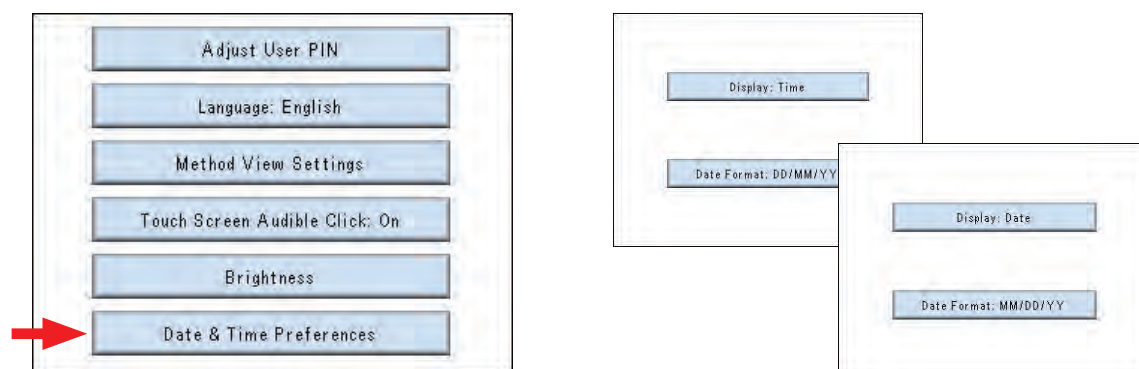 Adjust User PIN
Language: English
Method View Settings
Touch Screen Audible Click: On
Brightness
Date & Time Preferences
Display: Time
Date Format: DD/MM/YY
Display: Date
Date Format: MM/DD/YY